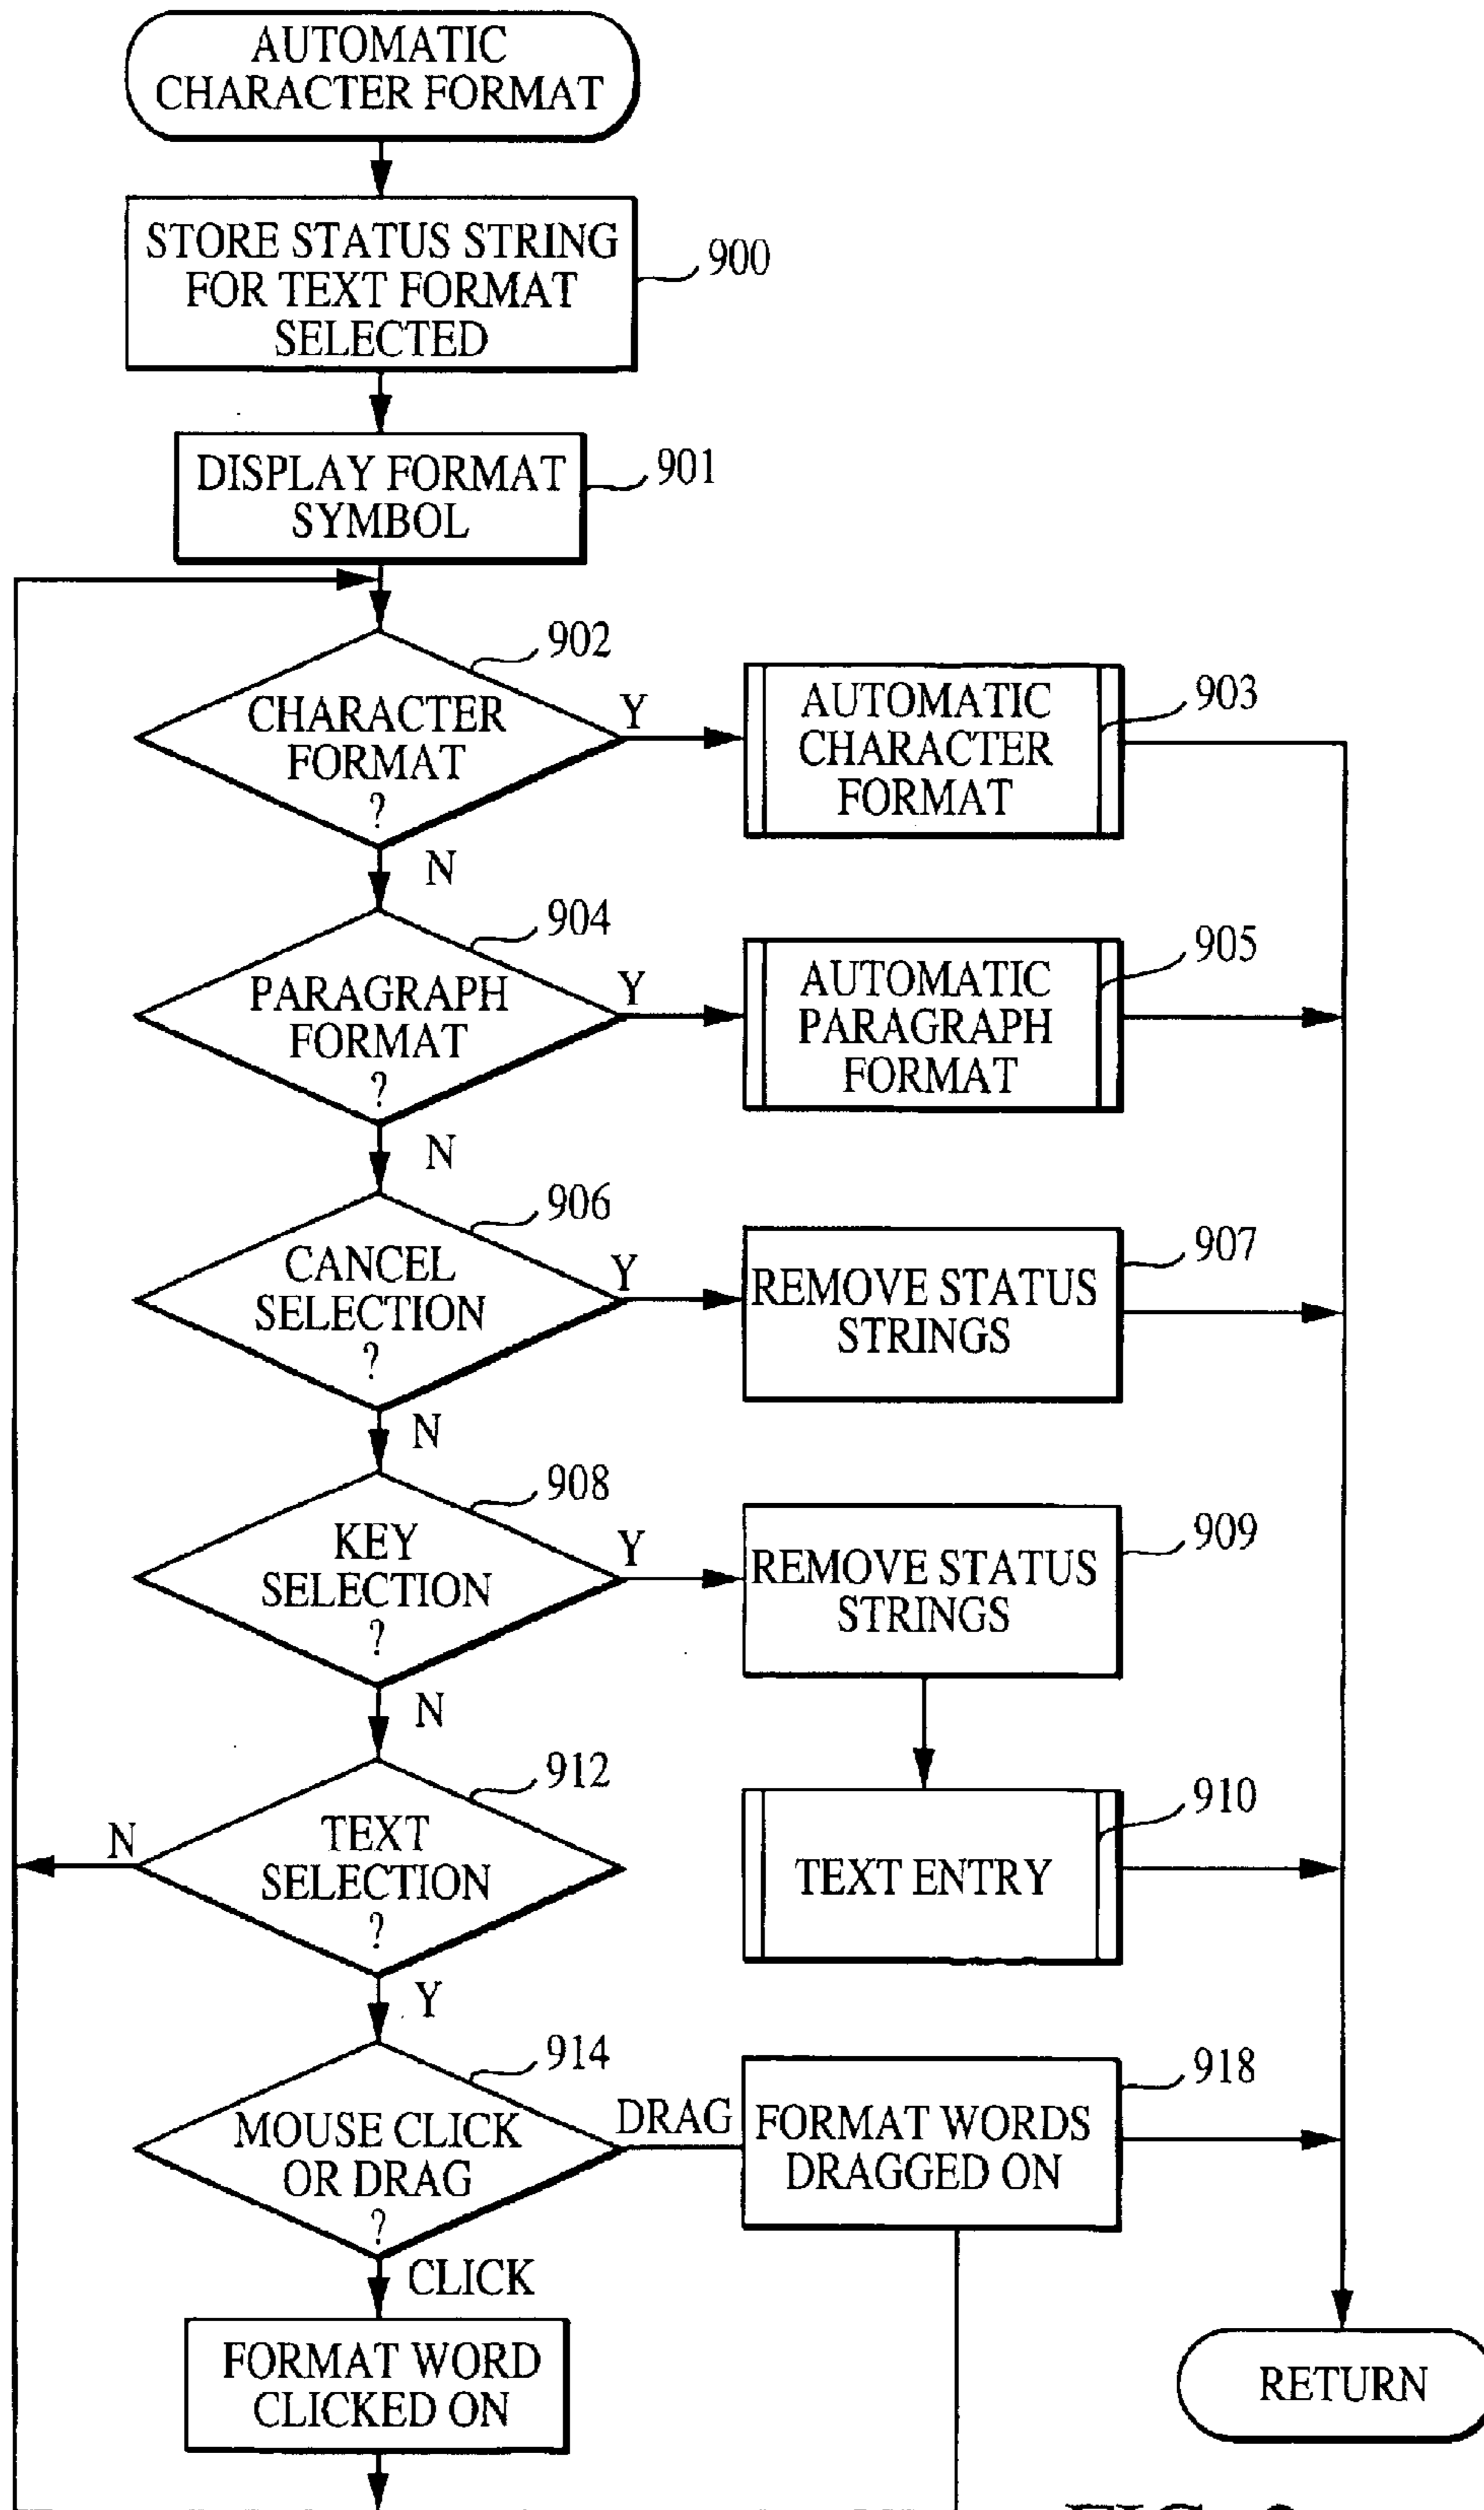 AUTOMATIC
CHARACTER FORMAT
STORE STATUS STRING
FOR TEXT FORMAT
SELECTED
900
DISPLAY FORMAT
SYMBOL
901
902
CHARACTER
FORMAT
?
Y
N
AUTOMATIC
CHARACTER
FORMAT
903
904
PARAGRAPH
FORMAT
?
Y
N
AUTOMATIC
PARAGRAPH
FORMAT
905
906
CANCEL
SELECTION
?
Y
N
REMOVE STATUS
STRINGS
907
908
KEY
SELECTION
?
Y
N
REMOVE STATUS
STRINGS
909
912
TEXT
SELECTION
?
N
Y
TEXT ENTRY
910
914
MOUSE CLICK
OR DRAG
?
DRAG
CLICK
FORMAT WORDS
DRAGGED ON
918
FORMAT WORD
CLICKED ON
RETURN